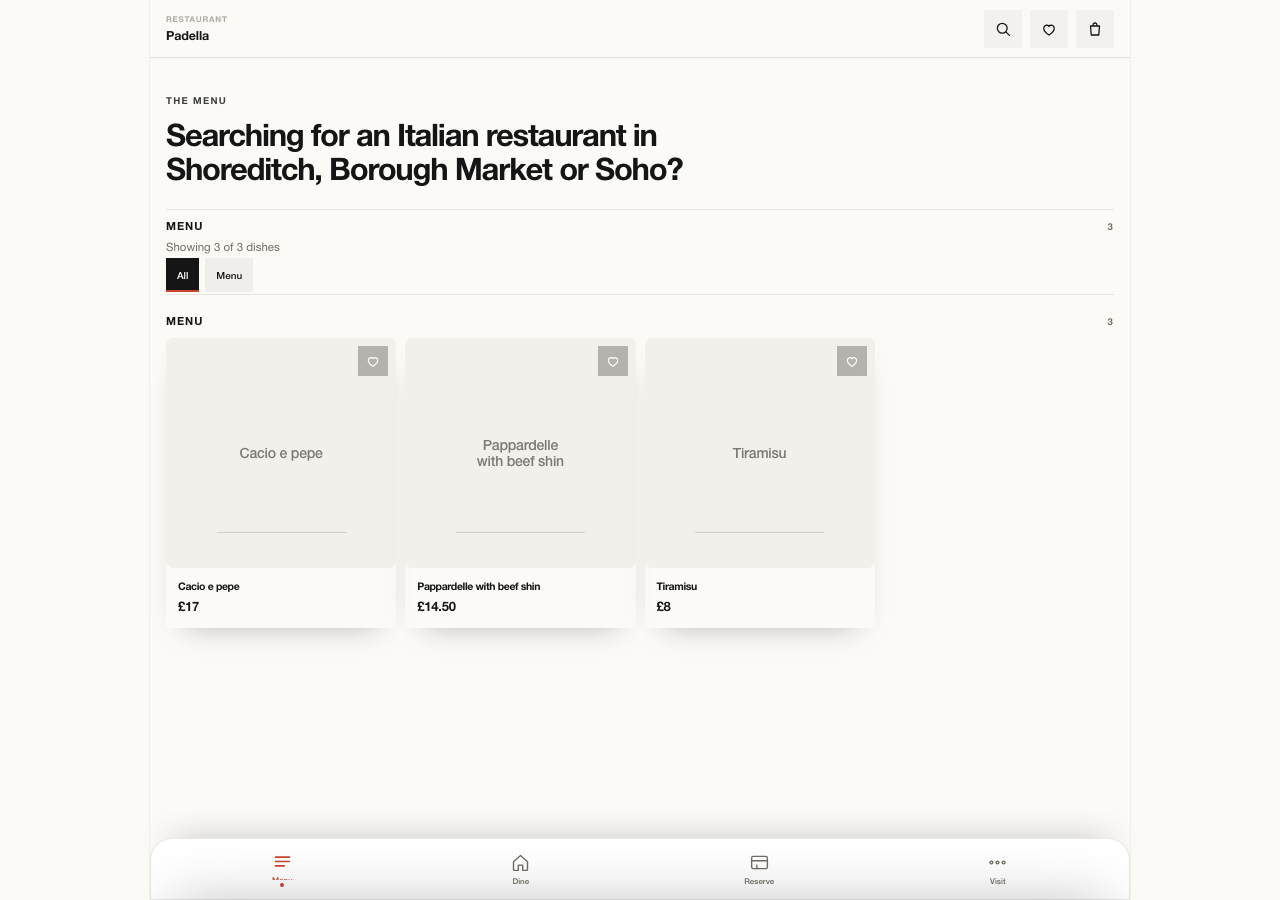 RESTAURANT
Padella
THE MENU
Searching for an Italian restaurant in
Shoreditch, Borough Market or Soho?
MENU
3
Showing 3 of 3 dishes
All
Menu
MENU
3
Cacio e pepe
Pappardelle
with beef shin
Tiramisu
Cacio e pepe
£17
Pappardelle with beef shin
£14.50
Tiramisu
£8
Dine
Reserve
Visit